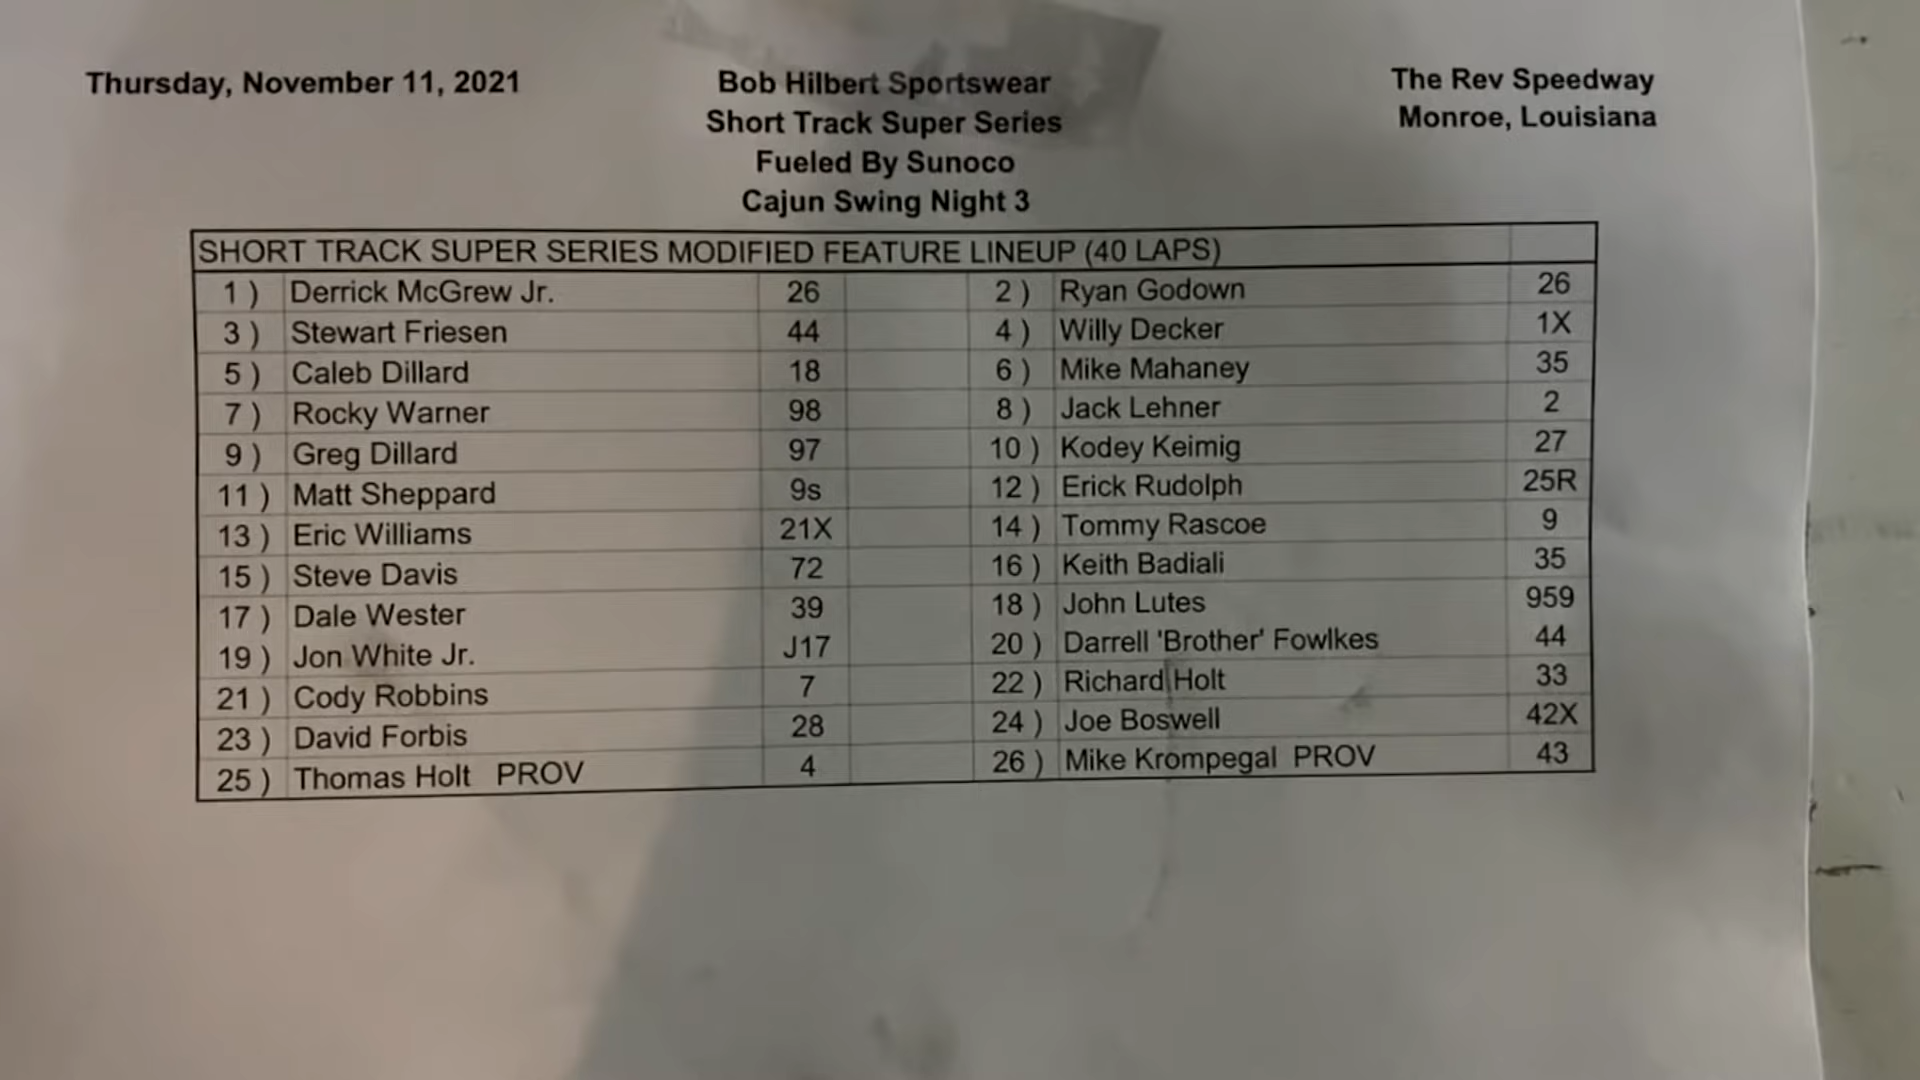 Thursday, November 11, 2021
Bob Hilbert Sportswear
Short Track Super Series
Fueled By Sunoco
Cajun Swing Night 3
The Rev Speedway
Monroe, Louisiana
SHORT TRACK SUPER SERIES MODIFIED FEATURE LINEUP (40 LAPS)
1 ) Derrick McGrew Jr. 26 2 ) Ryan Godown 26
3 ) Stewart Friesen 44 4 ) Willy Decker 1X
5 ) Caleb Dillard 18 6 ) Mike Mahaney 35
7 ) Rocky Warner 98 8 ) Jack Lehner 2
9 ) Greg Dillard 97 10 ) Kodey Keimig 27
11 ) Matt Sheppard 9s 12 ) Erick Rudolph 25R
13 ) Eric Williams 21X 14 ) Tommy Rascoe 9
15 ) Steve Davis 72 16 ) Keith Badiali 35
17 ) Dale Wester 39 18 ) John Lutes 959
19 ) Jon White Jr. J17 20 ) Darrell 'Brother' Fowlkes 44
21 ) Cody Robbins 7 22 ) Richard Holt 33
23 ) David Forbis 28 24 ) Joe Boswell 42X
25 ) Thomas Holt PROV 4 26 ) Mike Krompegal PROV 43